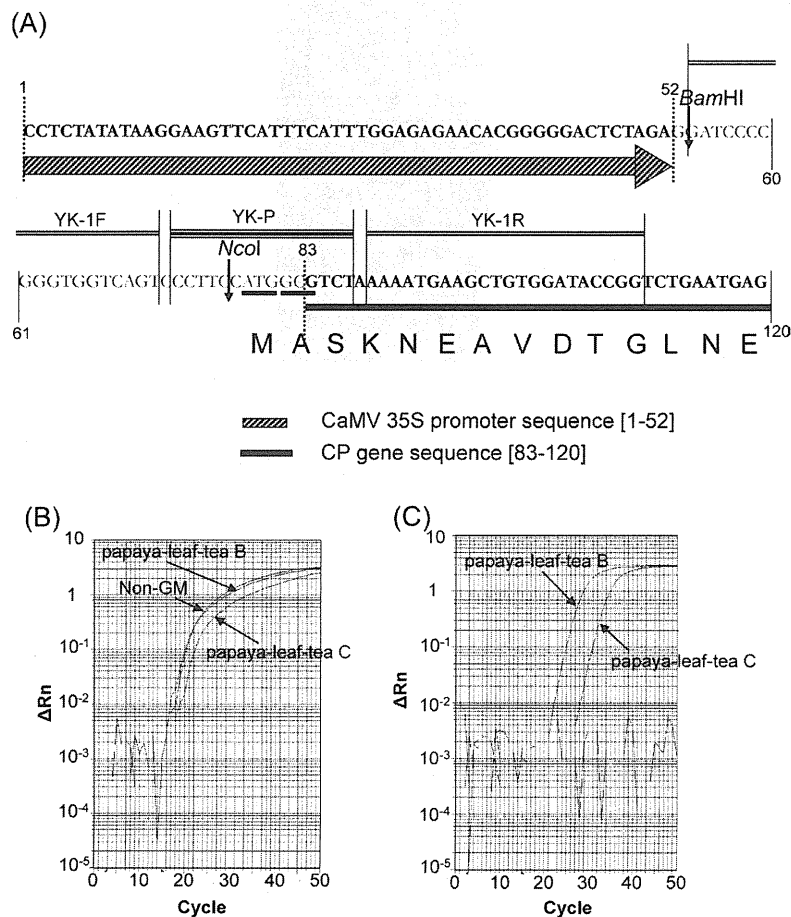 (A)
1
52
BamHI
CCTCTATATAAGGAAGTTCATTTCATTTGGAGAGAACACGGGGGACTCTAGAGGATCCCC
60
YK-1F
YK-P
YK-1R
NcoI
83
GGGTGGTCAGTCCCTTCCATGGCGTCTAAAAATGAAGCTGTGGATACCGGTCTGAATGAG
61
120
M A S K N E A V D T G L N E
CaMV 35S promoter sequence [1-52]
CP gene sequence [83-120]
(B)
10
1
10-1
10-2
10-3
10-4
10-5
ΔRn
papaya-leaf-tea B
Non-GM
papaya-leaf-tea C
0 10 20 30 40 50
Cycle
(C)
10
1
10-1
10-2
10-3
10-4
10-5
ΔRn
papaya-leaf-tea B
papaya-leaf-tea C
0 10 20 30 40 50
Cycle